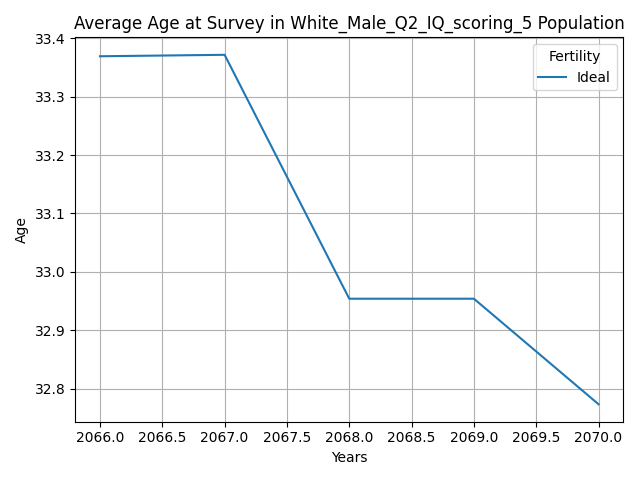 Average Age at Survey in White_Male_Q2_IQ_scoring_5 Population
33.4
33.3
33.2
33.1
33.0
32.9
32.8
Age
Fertility
Ideal
2066.0 2066.5 2067.0 2067.5 2068.0 2068.5 2069.0 2069.5 2070.0
Years